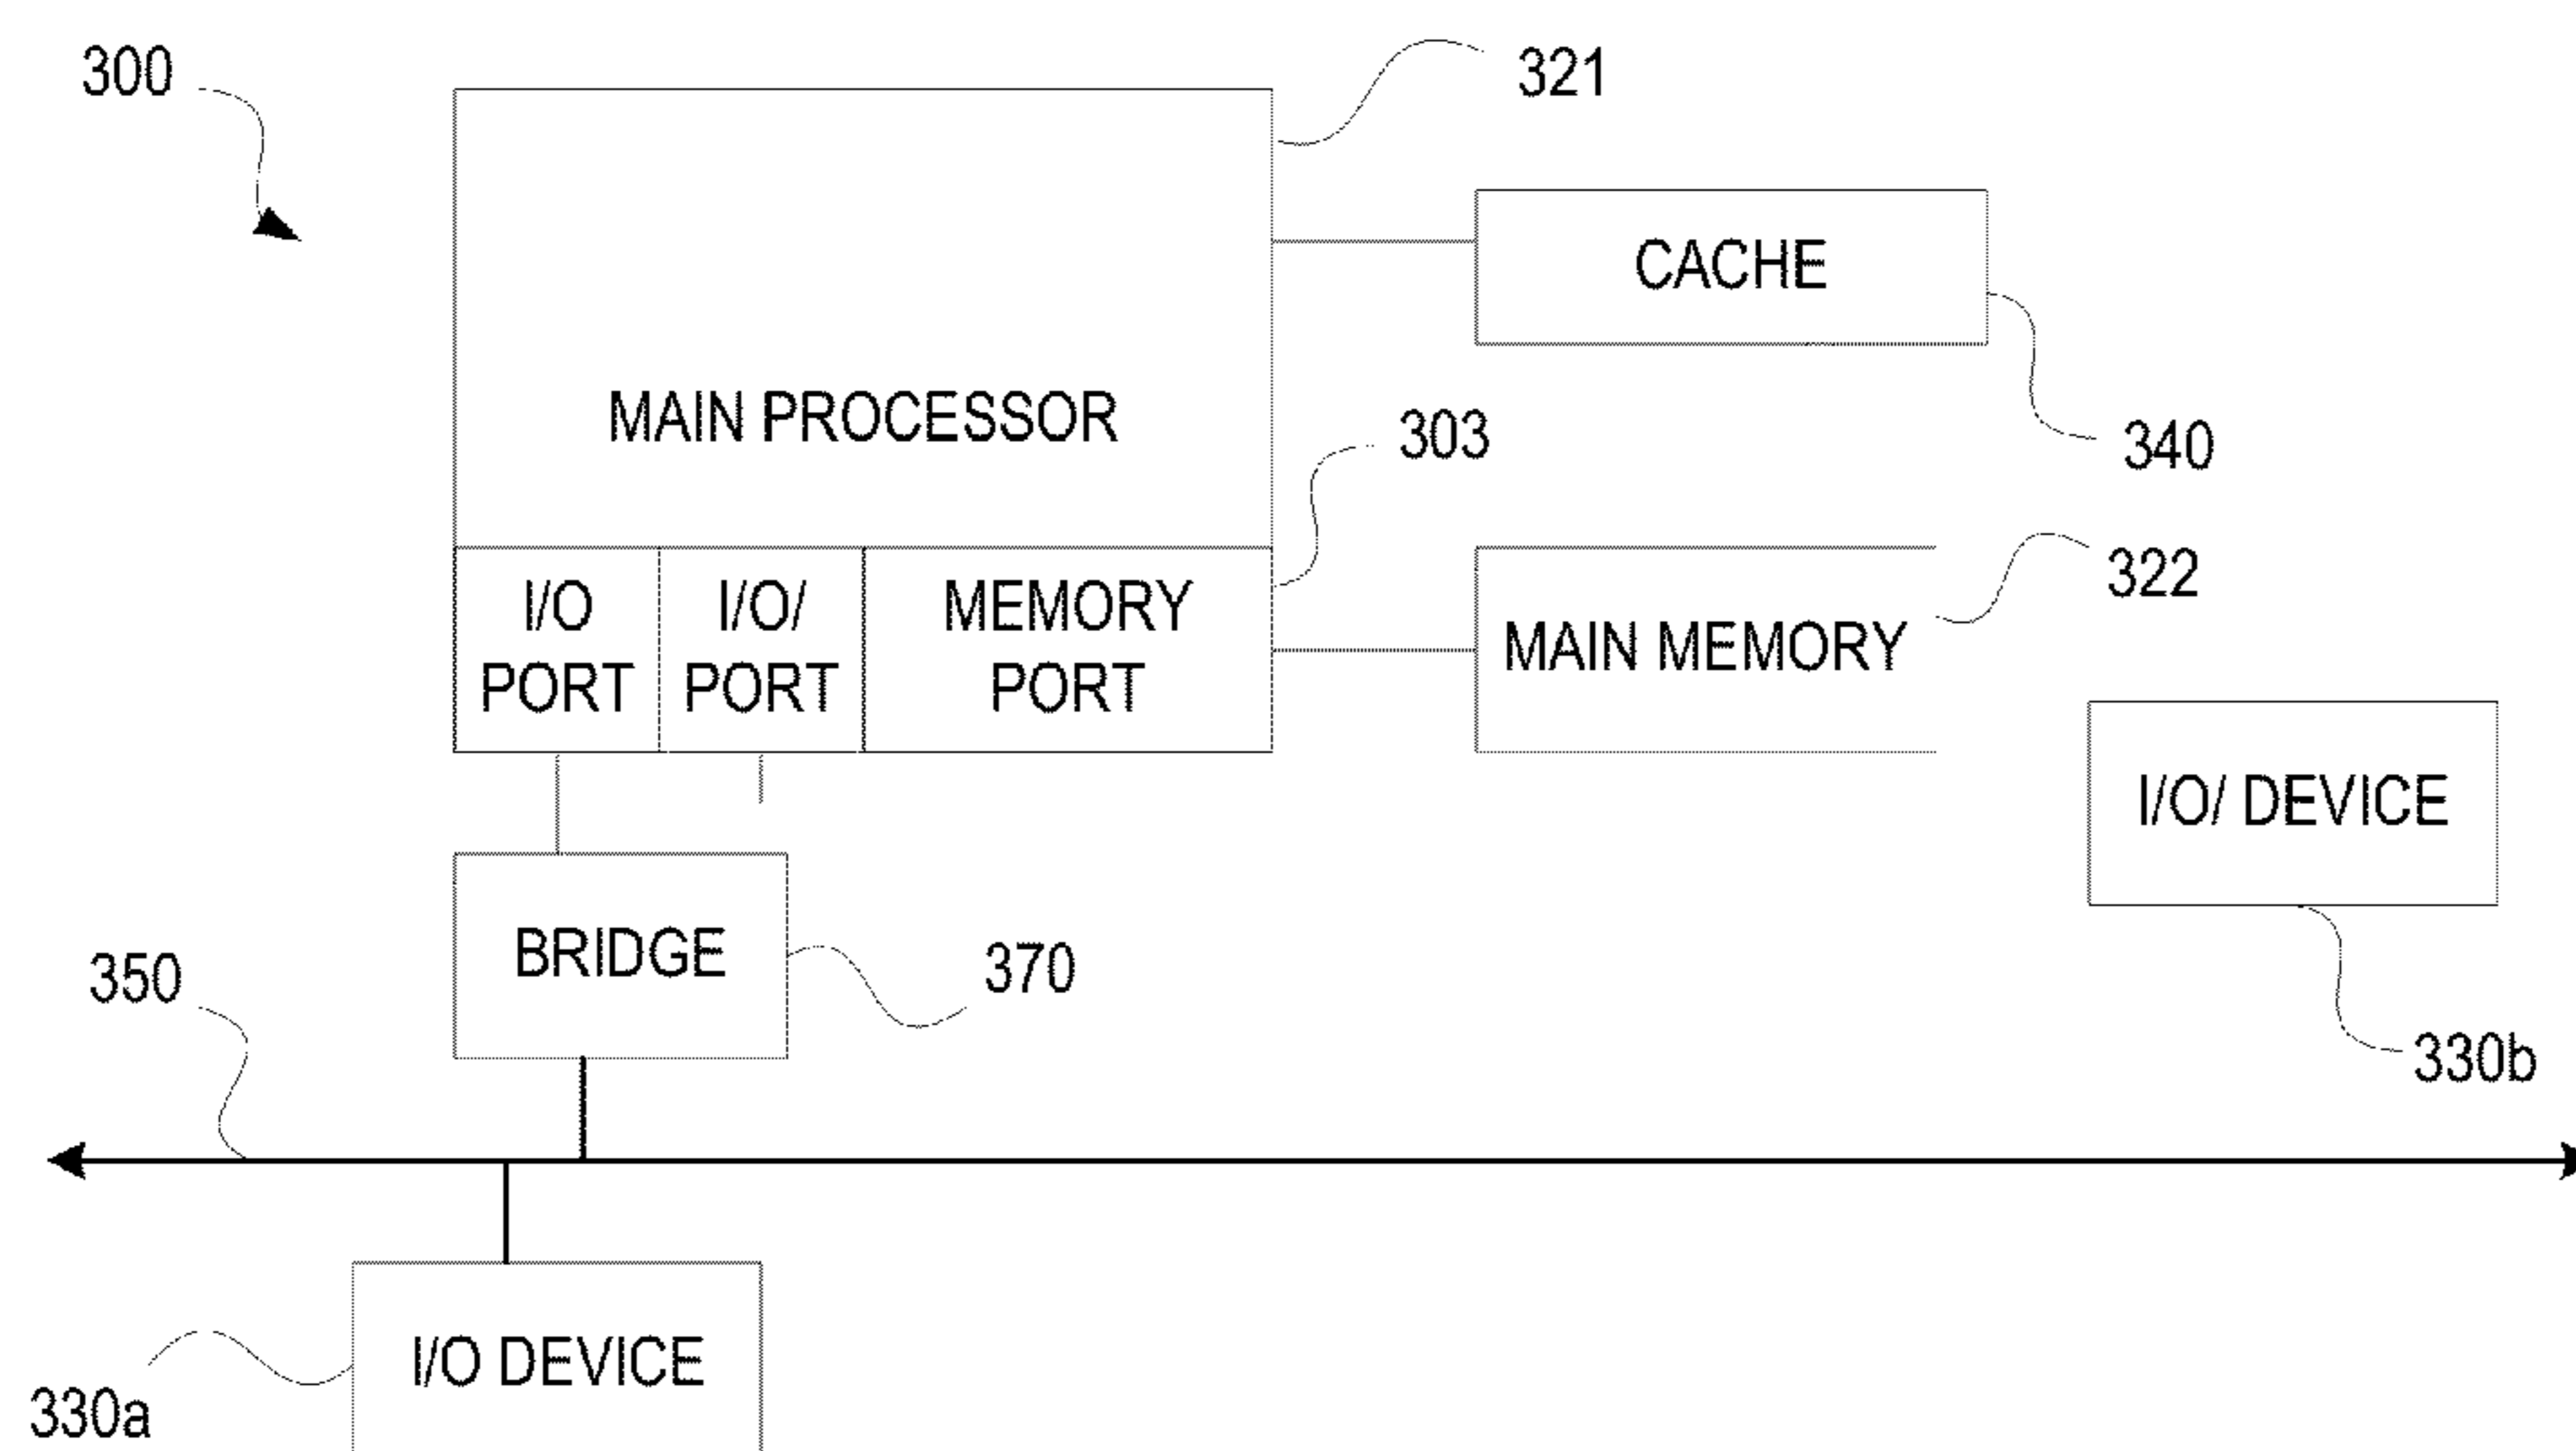 300
321
CACHE
MAIN PROCESSOR
303
340
I/O
PORT
I/O/
PORT
MEMORY
PORT
322
MAIN MEMORY
I/O/ DEVICE
BRIDGE
370
350
330b
I/O DEVICE
330a